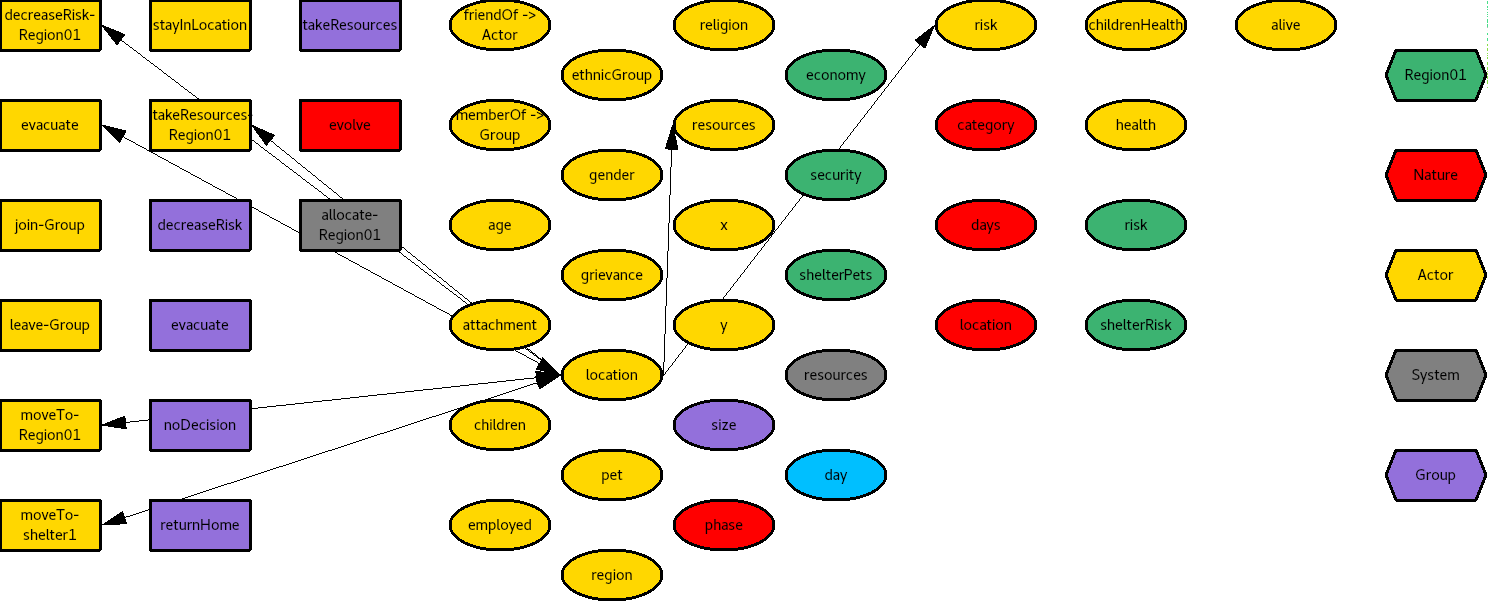 decreaseRisk-
Region01
stayInLocation
takeResources
friendOf ->
Actor
religion
risk
childrenHealth
alive
ethnicGroup
economy
Region01
evacuate
takeResources-
Region01
evolve
memberOf ->
Group
resources
category
health
gender
security
Nature
join-Group
decreaseRisk
allocate-
Region01
age
x
days
risk
grievance
shelterPets
Actor
leave-Group
evacuate
attachment
y
location
shelterRisk
location
resources
System
moveTo-
Region01
noDecision
children
size
pet
day
Group
moveTo-
shelter1
returnHome
employed
phase
region